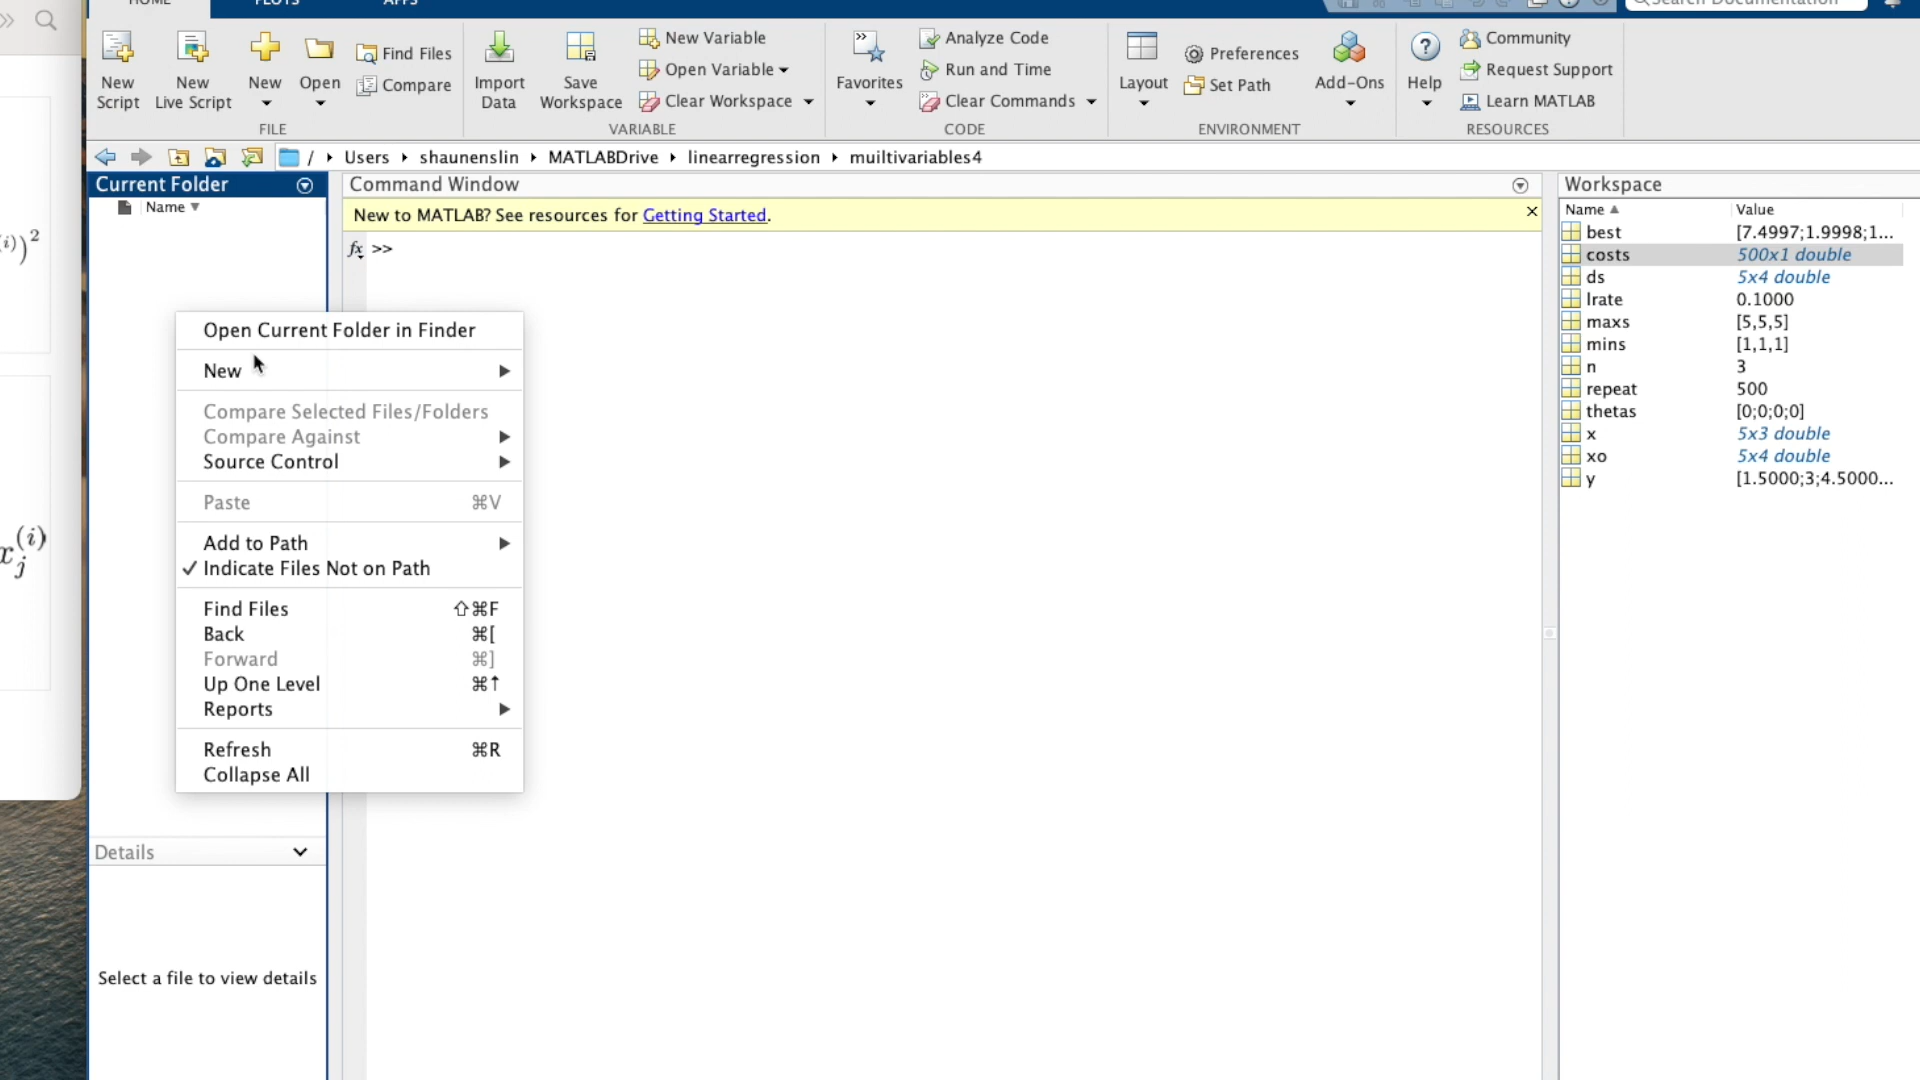 HOME PLOTS APPS
Search Documentation
New Script
New Live Script
New
Open
Find Files
Compare
FILE
Import Data
Save Workspace
New Variable
Open Variable
Clear Workspace
VARIABLE
Favorites
Analyze Code
Run and Time
Clear Commands
CODE
Layout
Preferences
Set Path
ENVIRONMENT
Add-Ons
Help
Community
Request Support
Learn MATLAB
RESOURCES
/ ▸ Users ▸ shaunenslin ▸ MATLABDrive ▸ linearregression ▸ muiltivariables4
Current Folder
Name
Command Window
New to MATLAB? See resources for Getting Started.
fx >>
Open Current Folder in Finder
New
Compare Selected Files/Folders
Compare Against
Source Control
Paste ⌘V
Add to Path
✓ Indicate Files Not on Path
Find Files ⇧⌘F
Back ⌘[
Forward ⌘]
Up One Level ⌘↑
Reports
Refresh ⌘R
Collapse All
Details
Select a file to view details
Workspace
Name Value
best [7.4997;1.9998;1...
costs 500x1 double
ds 5x4 double
lrate 0.1000
maxs [5,5,5]
mins [1,1,1]
n 3
repeat 500
thetas [0;0;0;0]
x 5x3 double
xo 5x4 double
y [1.5000;3;4.5000...
(i))2
xj(i)